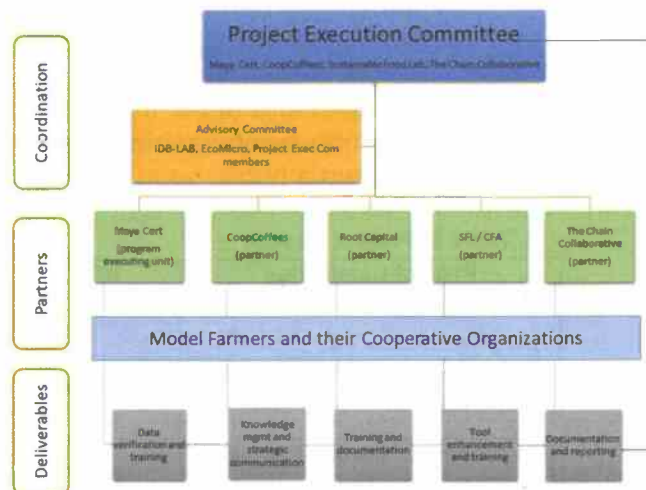 Coordination
Project Execution Committee
Maya Cert, CoopCoffees, Sustainable Food Lab, The Chain Collaborative
Advisory Committee
IDB-LAB, EcoMicro, Project Exec Com
members
Partners
Maya Cert
(program
executing unit)
CoopCoffees
(partner)
Root Capital
(partner)
SFL / CFA
(partner)
The Chain
Collaborative
(partner)
Model Farmers and their Cooperative Organizations
Deliverables
Data
verification and
training
Knowledge
mgmt and
strategic
communication
Training and
documentation
Tool
enhancement
and training
Documentation
and reporting